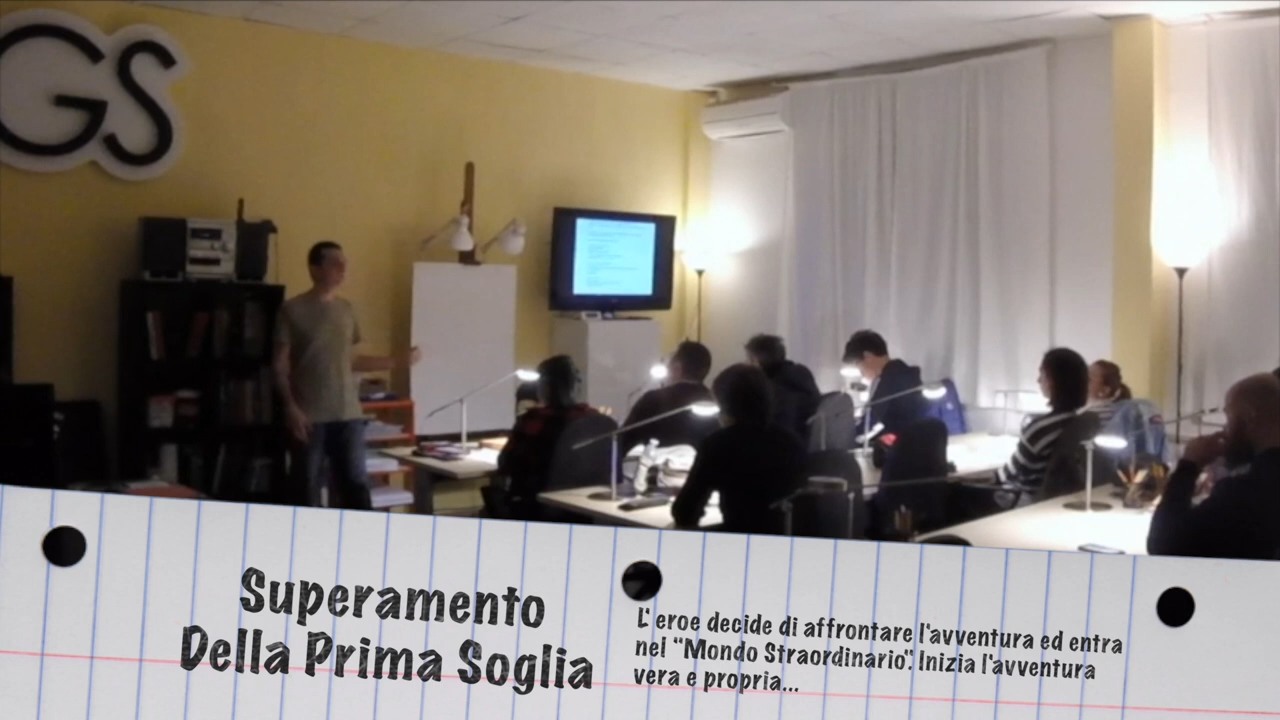 GS
Superamento
Della Prima Soglia
L' eroe decide di affrontare l'avventura ed entra
nel "Mondo Straordinario". Inizia l'avventura
vera e propria...